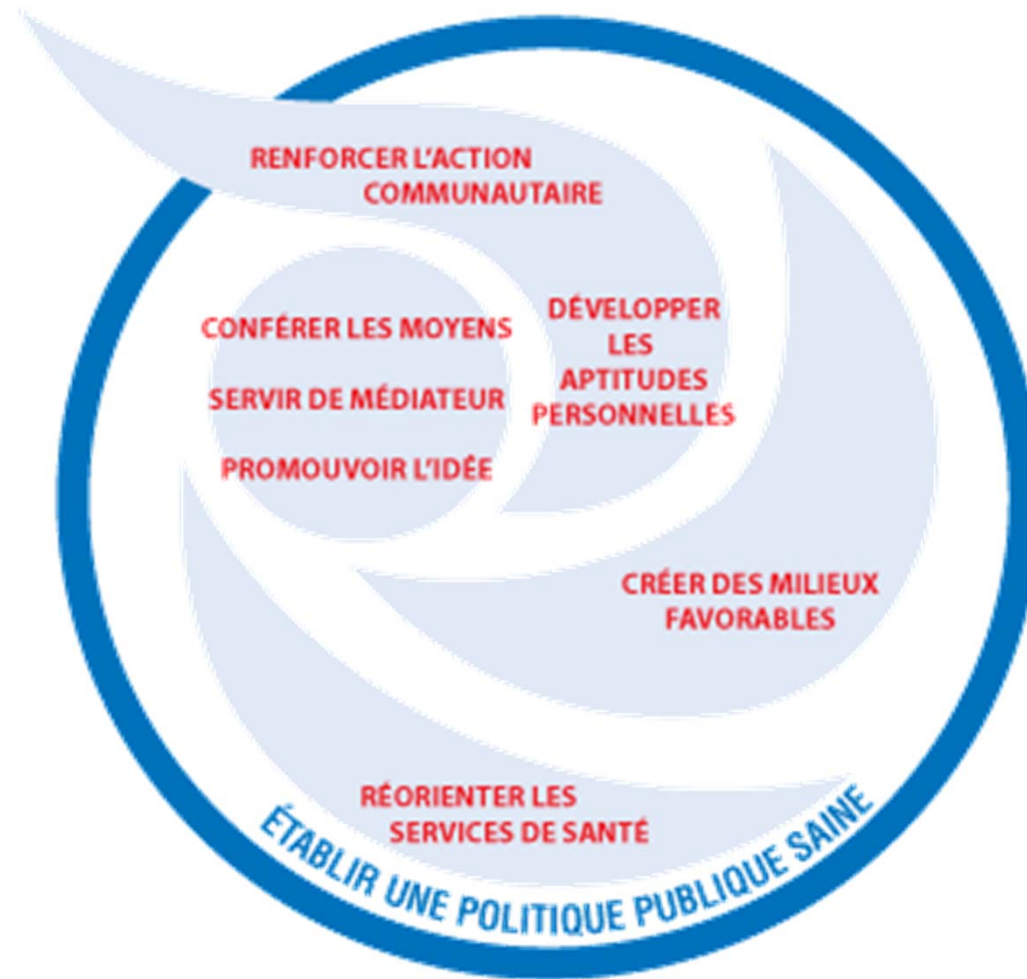 RENFORCER L'ACTION
COMMUNAUTAIRE
CONFÉRER LES MOYENS
SERVIR DE MÉDIATEUR
PROMOUVOIR L'IDÉE
DÉVELOPPER
LES
APTITUDES
PERSONNELLES
CRÉER DES MILIEUX
FAVORABLES
RÉORIENTER LES
SERVICES DE SANTÉ
ÉTABLIR UNE POLITIQUE PUBLIQUE SAINE